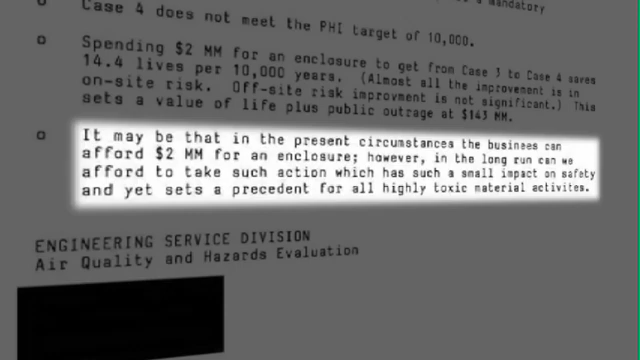 mandatory
Case 4 does not meet the PHI target of 10,000.
Spending $2 MM for an enclosure to get from Case 3 to Case 4 saves
14.4 lives per 10,000 years. (Almost all the improvement is in
on-site risk. Off-site risk improvment is not significant.) This
sets a value of life plus public outrage at $143 MM.
It may be that in the present circumstances the businees can
afford $2 MM for an enclosure; however, in the long run can we
afford to take such action which has such a small impact on safety
and yet sets a precedent for all highly toxic material activites.
ENGINEERING SERVICE DIVISION
Air Quality and Hazards Evaluation